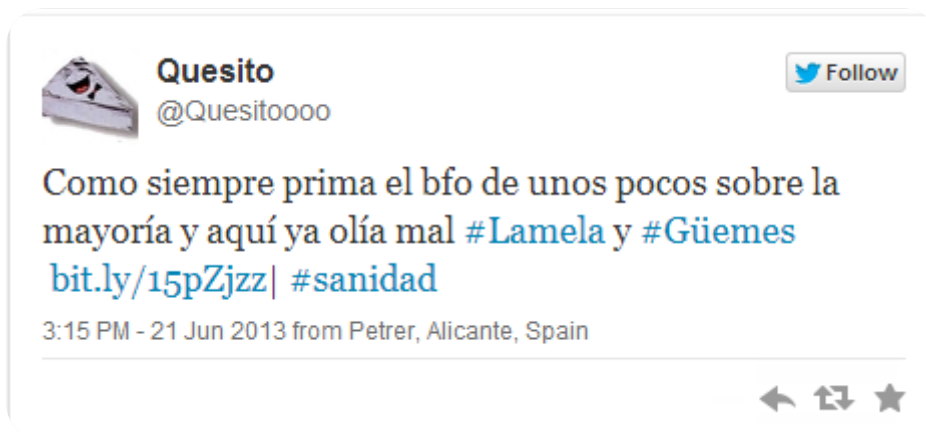 Quesito
Follow
@Quesitoooo
Como siempre prima el bfo de unos pocos sobre la
mayoría y aquí ya olía mal #Lamela y #Güemes
bit.ly/15pZjzz| #sanidad
3:15 PM - 21 Jun 2013 from Petrer, Alicante, Spain